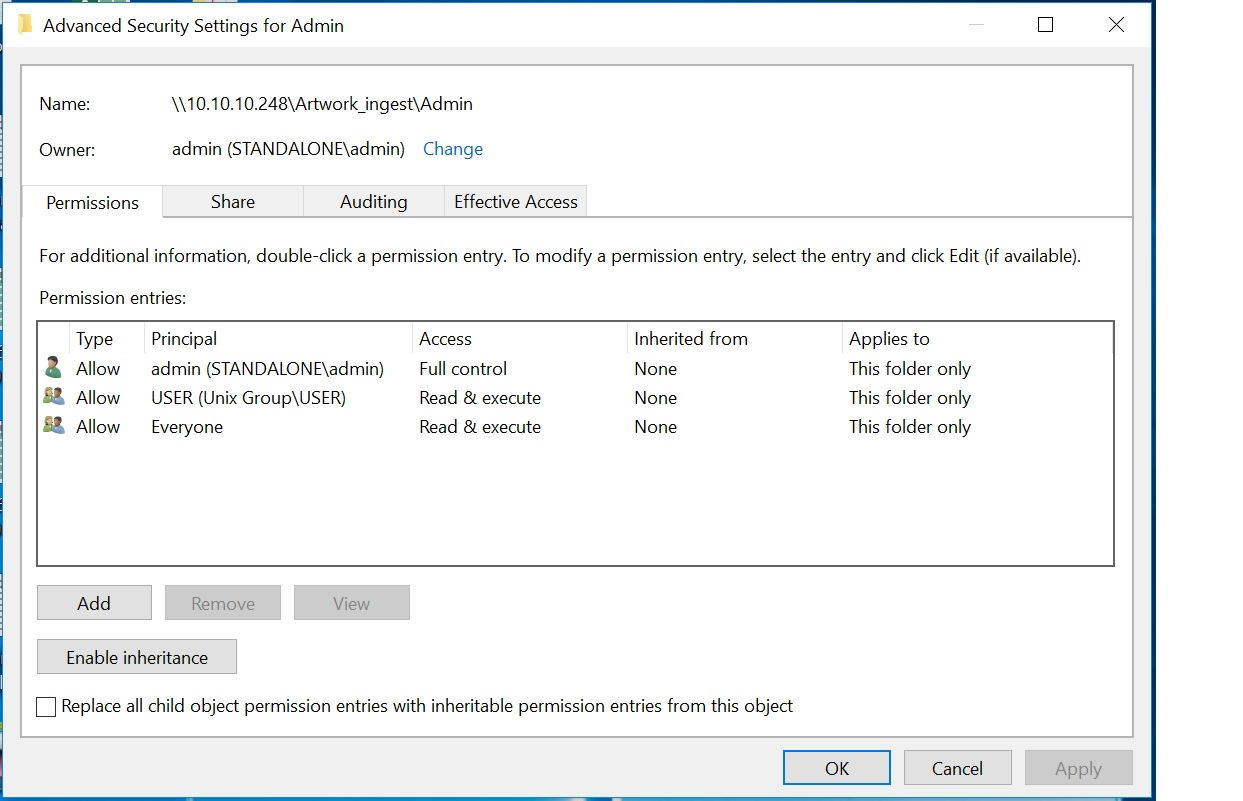 Advanced Security Settings for Admin
Name: \\10.10.10.248\Artwork_ingest\Admin
Owner: admin (STANDALONE\admin) Change
Permissions Share Auditing Effective Access
For additional information, double-click a permission entry. To modify a permission entry, select the entry and click Edit (if available).
Permission entries:
Type Principal Access Inherited from Applies to
Allow admin (STANDALONE\admin) Full control None This folder only
Allow USER (Unix Group\USER) Read & execute None This folder only
Allow Everyone Read & execute None This folder only
Add Remove View
Enable inheritance
Replace all child object permission entries with inheritable permission entries from this object
OK Cancel Apply